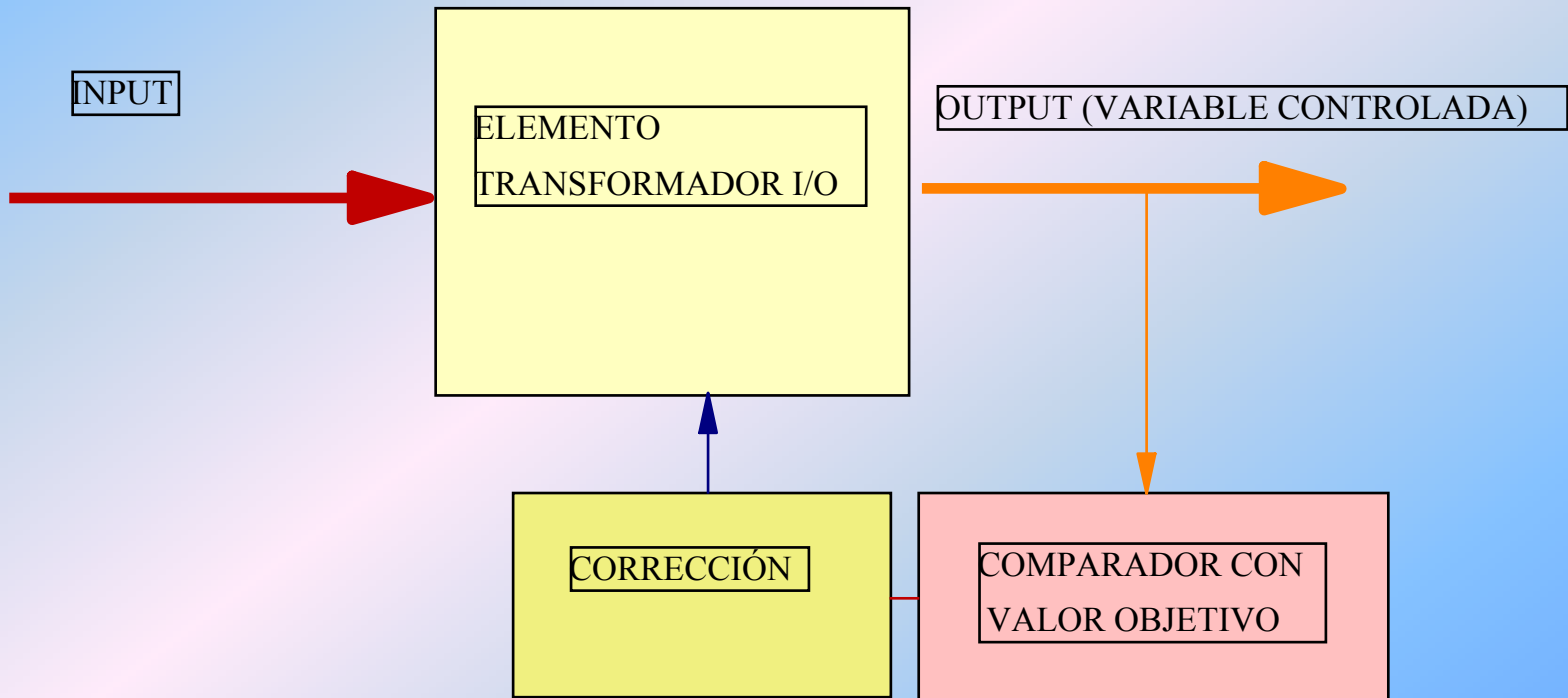 INPUT
ELEMENTO
TRANSFORMADOR I/O
OUTPUT (VARIABLE CONTROLADA)
CORRECCIÓN
COMPARADOR CON
VALOR OBJETIVO